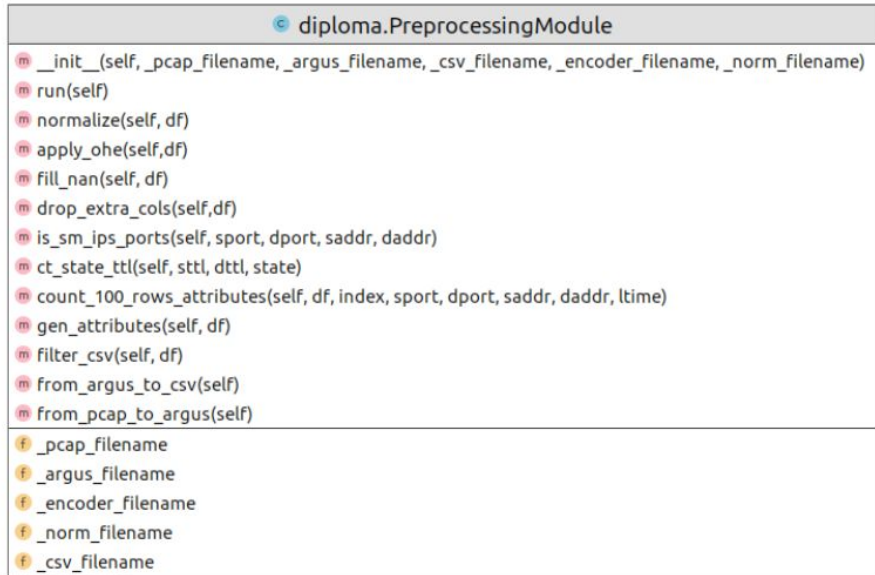 c diploma.PreprocessingModule
m __init__(self, _pcap_filename, _argus_filename, _csv_filename, _encoder_filename, _norm_filename)
m run(self)
m normalize(self, df)
m apply_ohe(self,df)
m fill_nan(self, df)
m drop_extra_cols(self,df)
m is_sm_ips_ports(self, sport, dport, saddr, daddr)
m ct_state_ttl(self, sttl, dttl, state)
m count_100_rows_attributes(self, df, index, sport, dport, saddr, daddr, ltime)
m gen_attributes(self, df)
m filter_csv(self, df)
m from_argus_to_csv(self)
m from_pcap_to_argus(self)
f _pcap_filename
f _argus_filename
f _encoder_filename
f _norm_filename
f _csv_filename